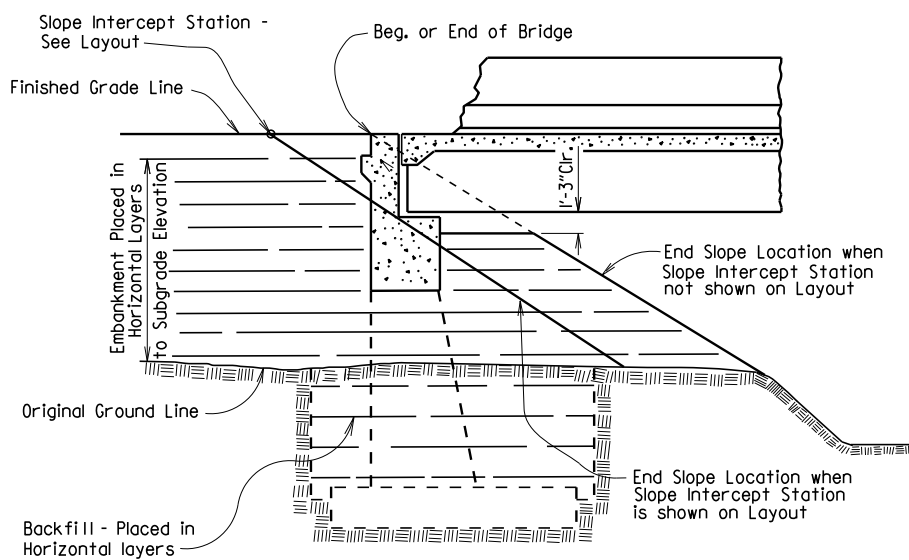 Slope Intercept Station -
See Layout
Beg. or End of Bridge
Finished Grade Line
1'-3"Clr
Embankment Placed in
Horizontal Layers
to Subgrade Elevation
End Slope Location when
Slope Intercept Station
not shown on Layout
Original Ground Line
End Slope Location when
Slope Intercept Station
is shown on Layout
Backfill - Placed in
Horizontal layers